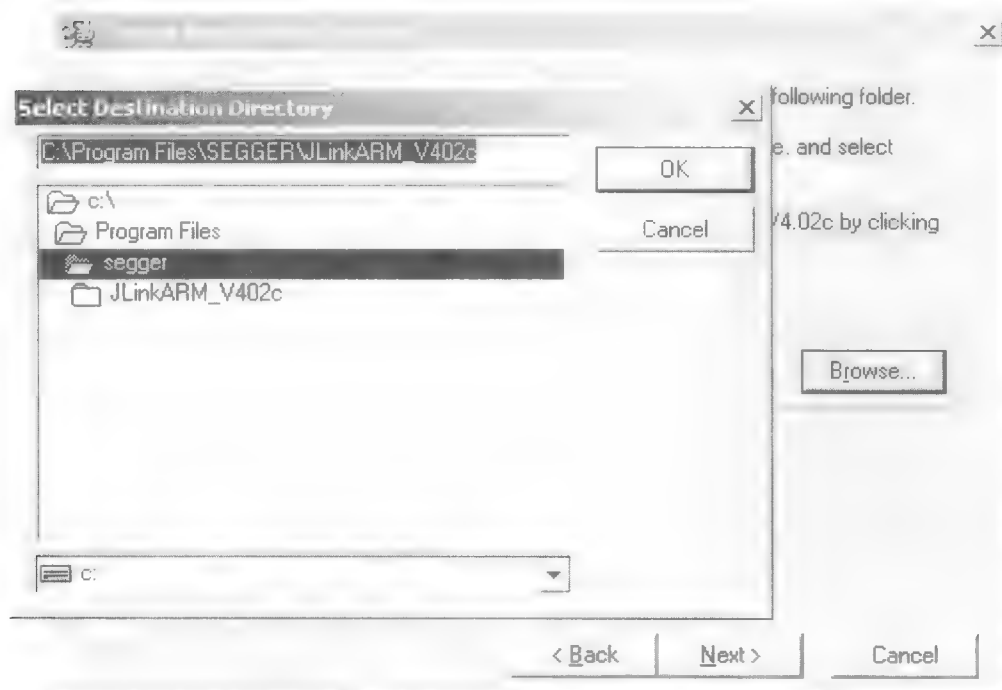 Select Destination Directory
following folder.
C:\Program Files\SEGGER\JLinkARM_V402c
OK
e. and select
c:\
Program Files
Cancel
V4.02c by clicking
segger
JLinkARM_V402c
Browse...
c:
< Back
Next >
Cancel